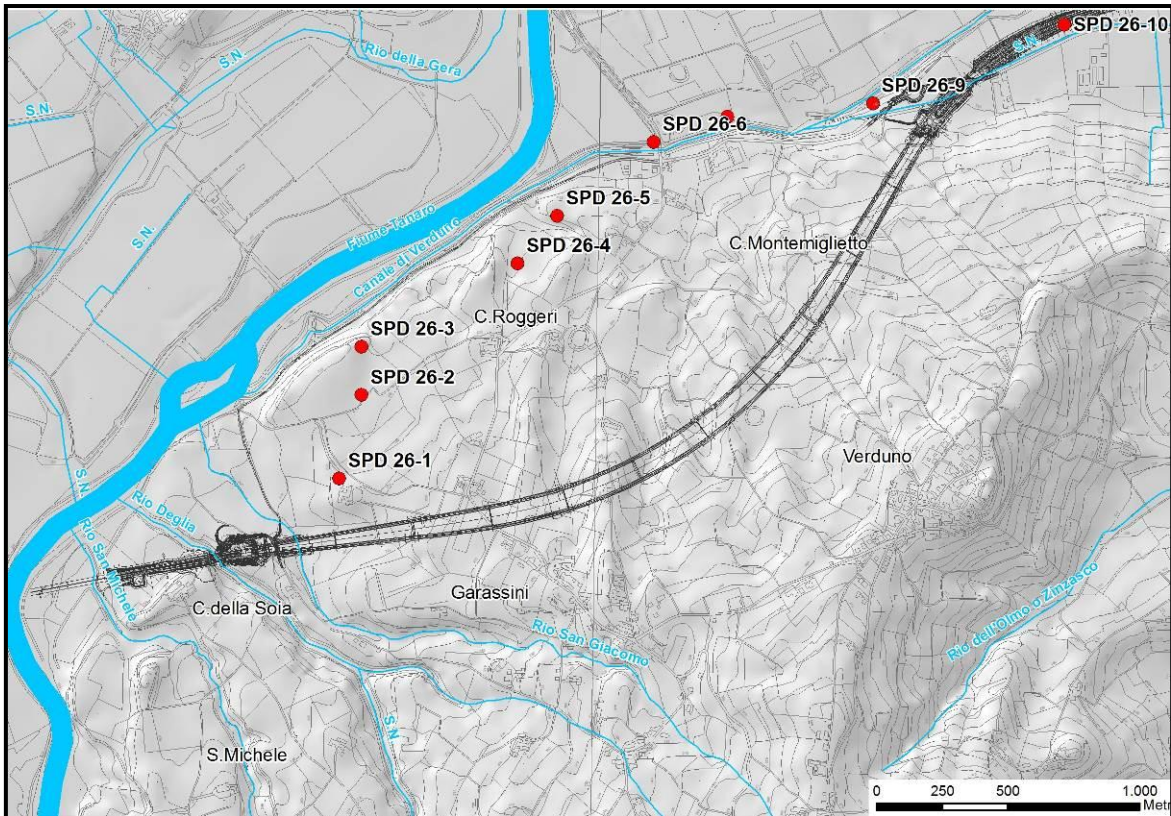 SPD 26-10
S.N.
Rio della Gera
S.N.
S.N.
SPD 26-9
S.N.
SPD 26-6
SPD 26-5
Fiume Tanaro
Canale di Verduno
C.Montemiglietto
SPD 26-4
C.Roggeri
SPD 26-3
SPD 26-2
Verduno
SPD 26-1
S.N.
Rio Deglia
Rio San Michele
Garassini
C.della Soia
Rio San Giacomo
Rio dell'Olmo o Zinzasco
S.N
S.Michele
0 250 500 1.000
Metri